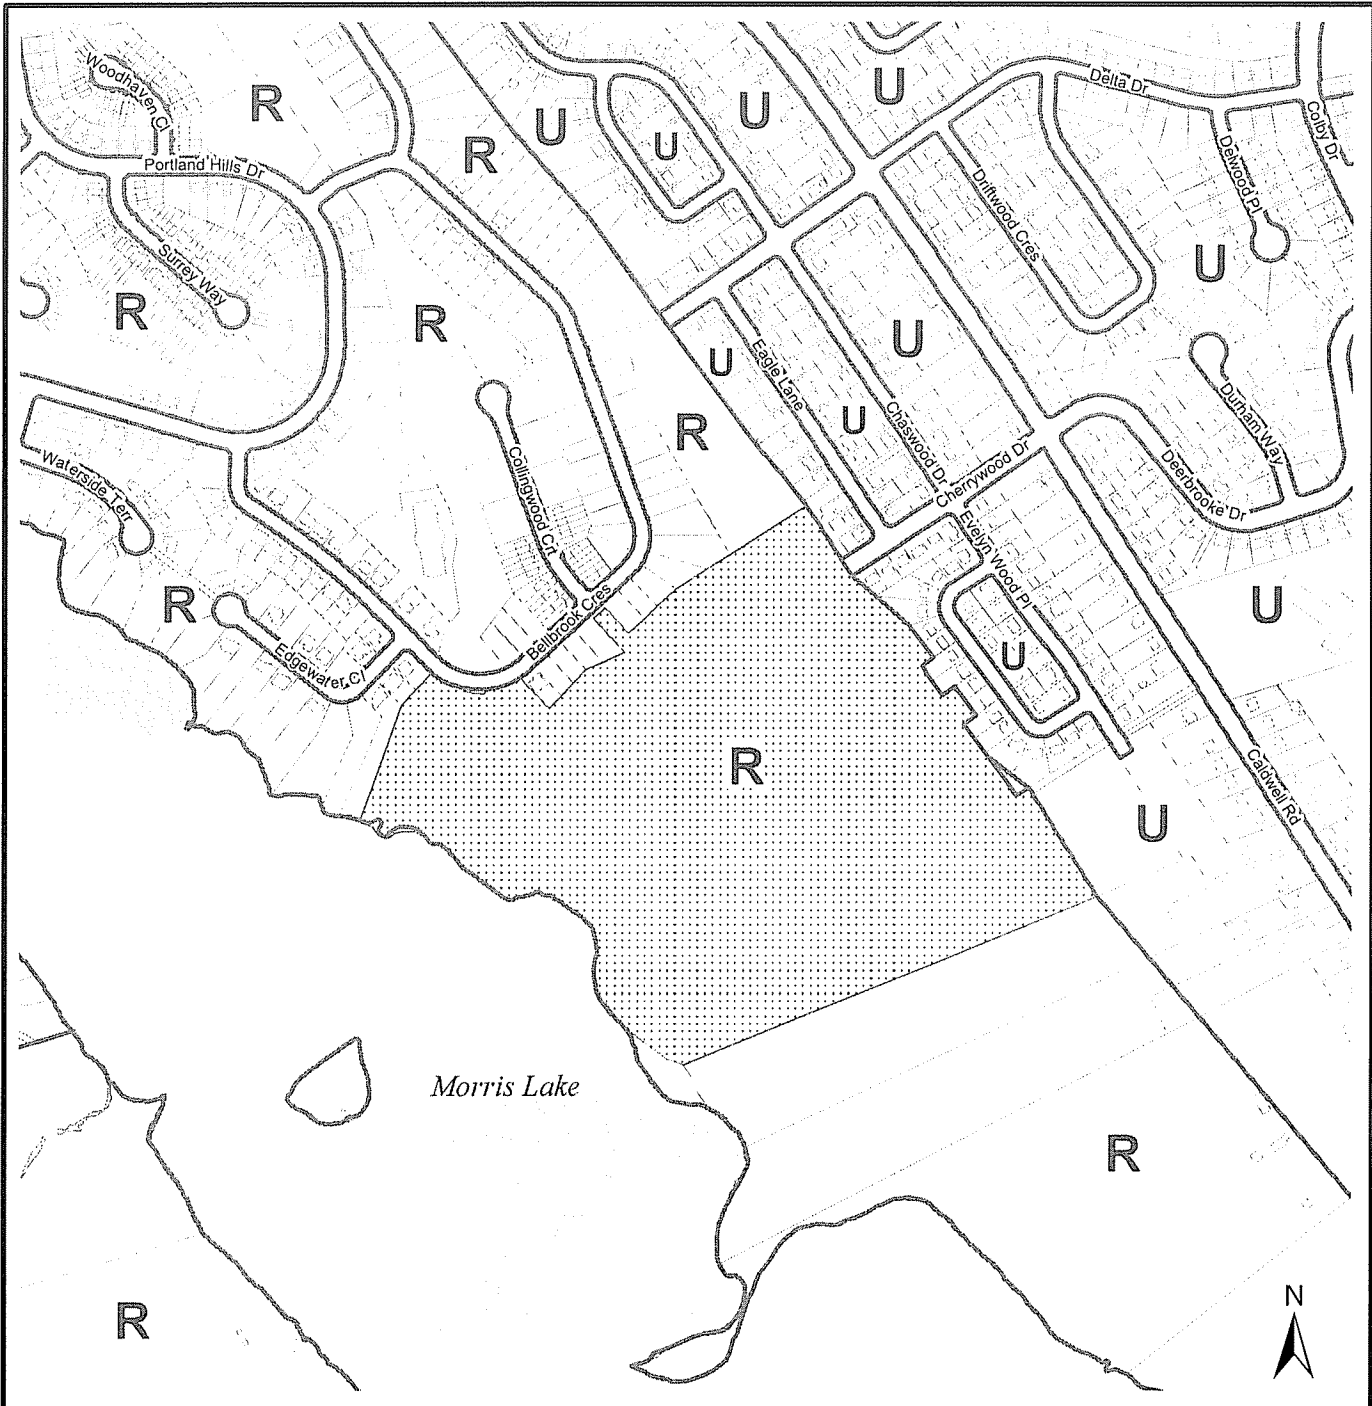 Woodhaven Cl
R
U
U
U
U
Delta Dr
Colby Dr
R
Portland Hills Dr
Delwood Pl
Driftwood Cres
Surrey Way
R
R
U
U
U
Eagle Lane
U
R
Chaswood Dr
Cherrywood Dr
Durham Way
Waterside Terr
Collingwood Crt
Deerbrooke Dr
Evelyn Wood Pl
R
U
Bellbrook Cres
Edgewater Cl
U
R
Caldwell Rd
U
Morris Lake
R
R
N